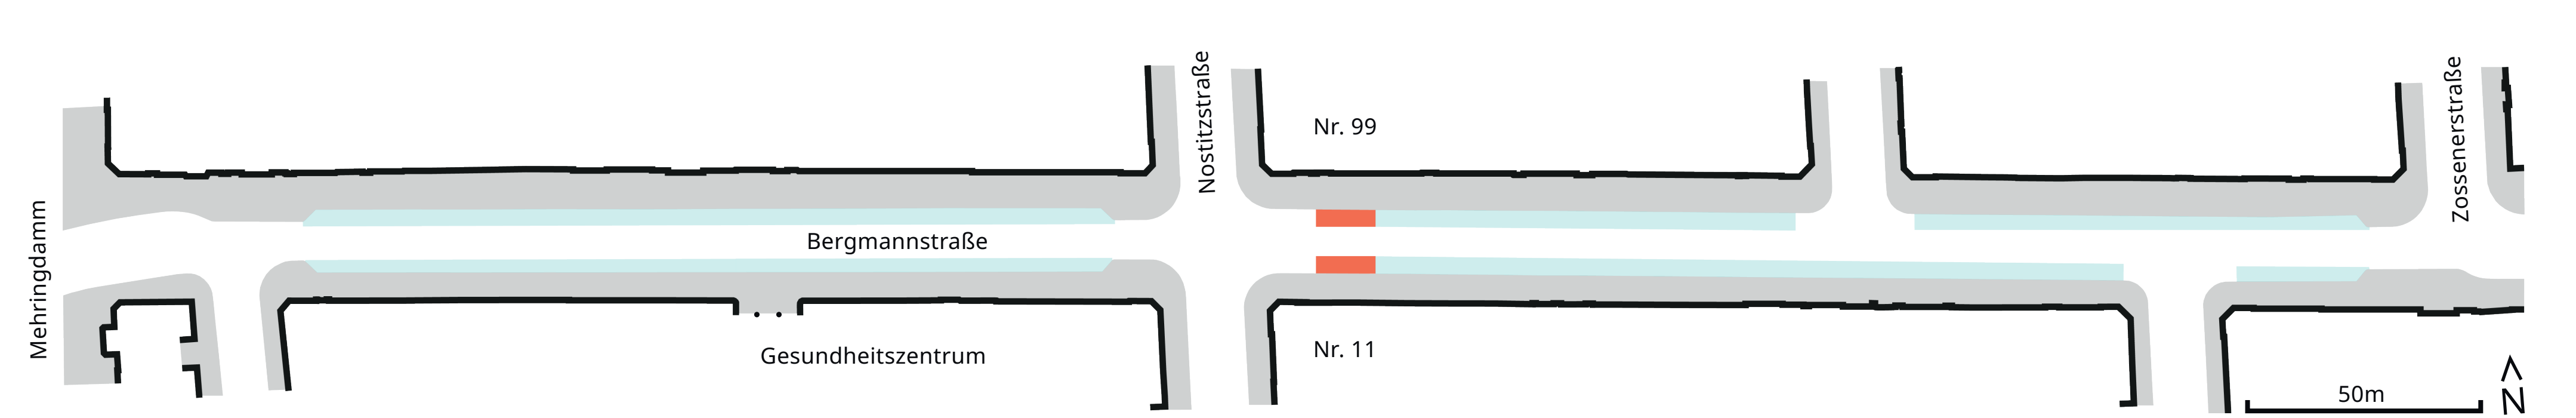 Mehringdamm
Bergmannstraße
Gesundheitszentrum
Nostitzstraße
Nr. 99
Nr. 11
Zossenerstraße
50m
N